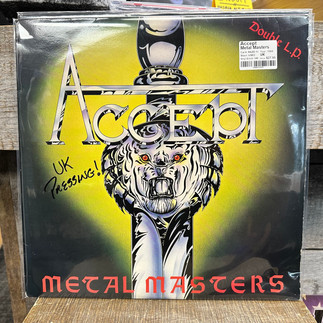 Double L.P.
Accept
Metal Masters
ACCEPT
UK
PRESSING!
METAL MASTERS